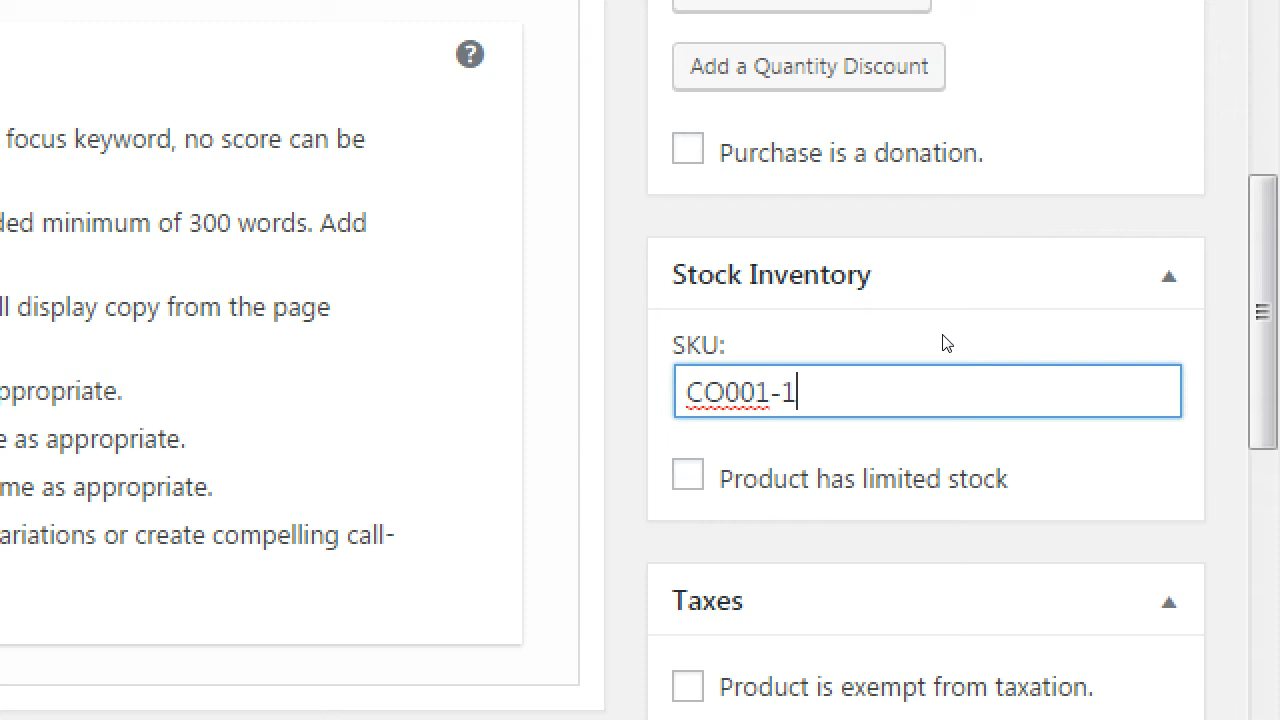 ?
focus keyword, no score can be
ded minimum of 300 words. Add
ll display copy from the page
ppropriate.
e as appropriate.
me as appropriate.
ariations or create compelling call-
Add a Quantity Discount
Purchase is a donation.
Stock Inventory
SKU:
CO001-1
Product has limited stock
Taxes
Product is exempt from taxation.